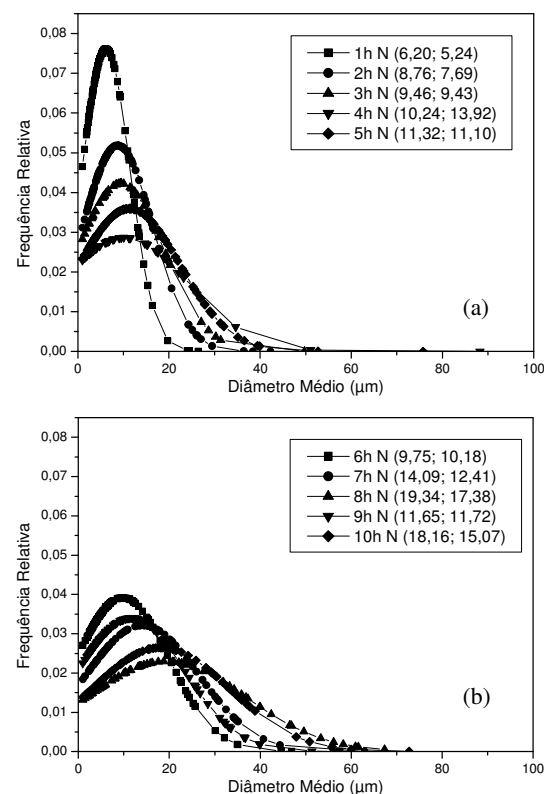 0,08
0,07
0,06
0,05
0,04
0,03
0,02
0,01
0,00
Frequência Relativa
1h N (6,20; 5,24)
2h N (8,76; 7,69)
3h N (9,46; 9,43)
4h N (10,24; 13,92)
5h N (11,32; 11,10)
(a)
0 20 40 60 80 100
Diâmetro Médio (µm)
0,08
0,07
0,06
0,05
0,04
0,03
0,02
0,01
0,00
Frequência Relativa
6h N (9,75; 10,18)
7h N (14,09; 12,41)
8h N (19,34; 17,38)
9h N (11,65; 11,72)
10h N (18,16; 15,07)
(b)
0 20 40 60 80 100
Diâmetro Médio (µm)